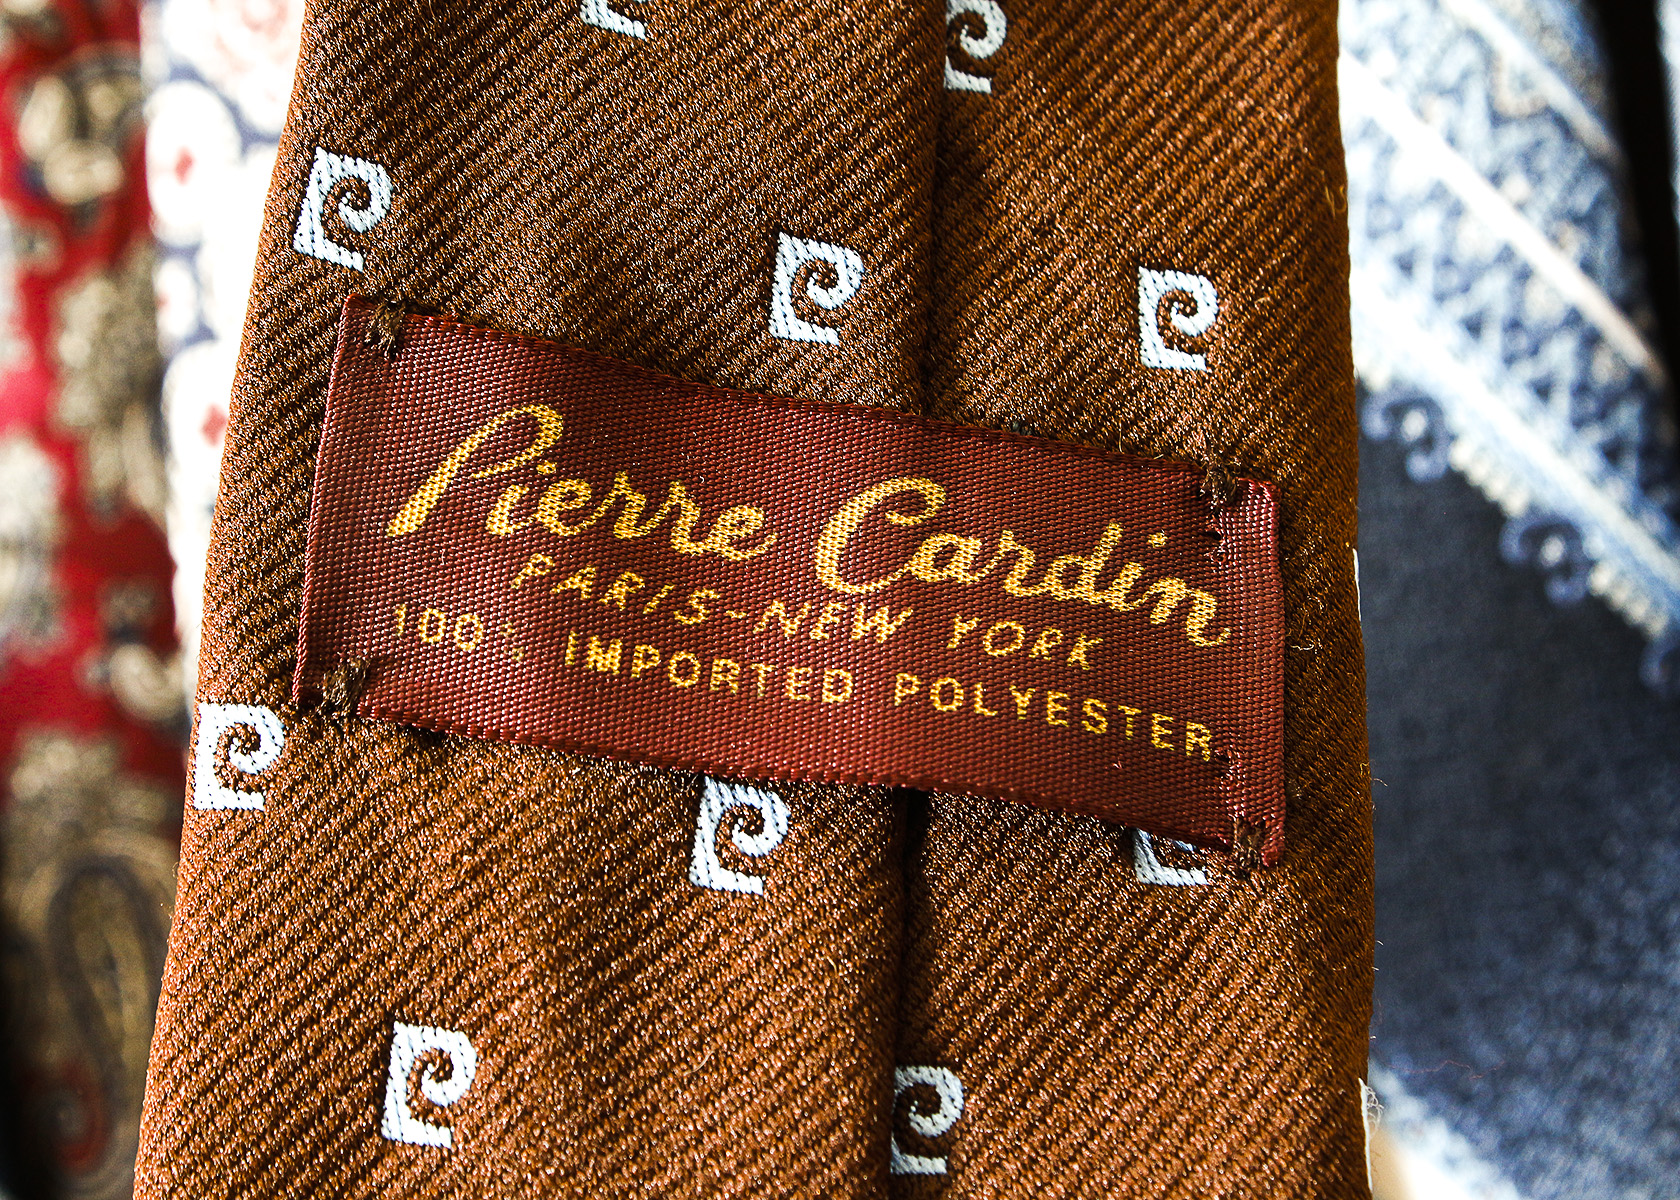 Pierre Cardin
PARIS-NEW YORK
100% IMPORTED POLYESTER